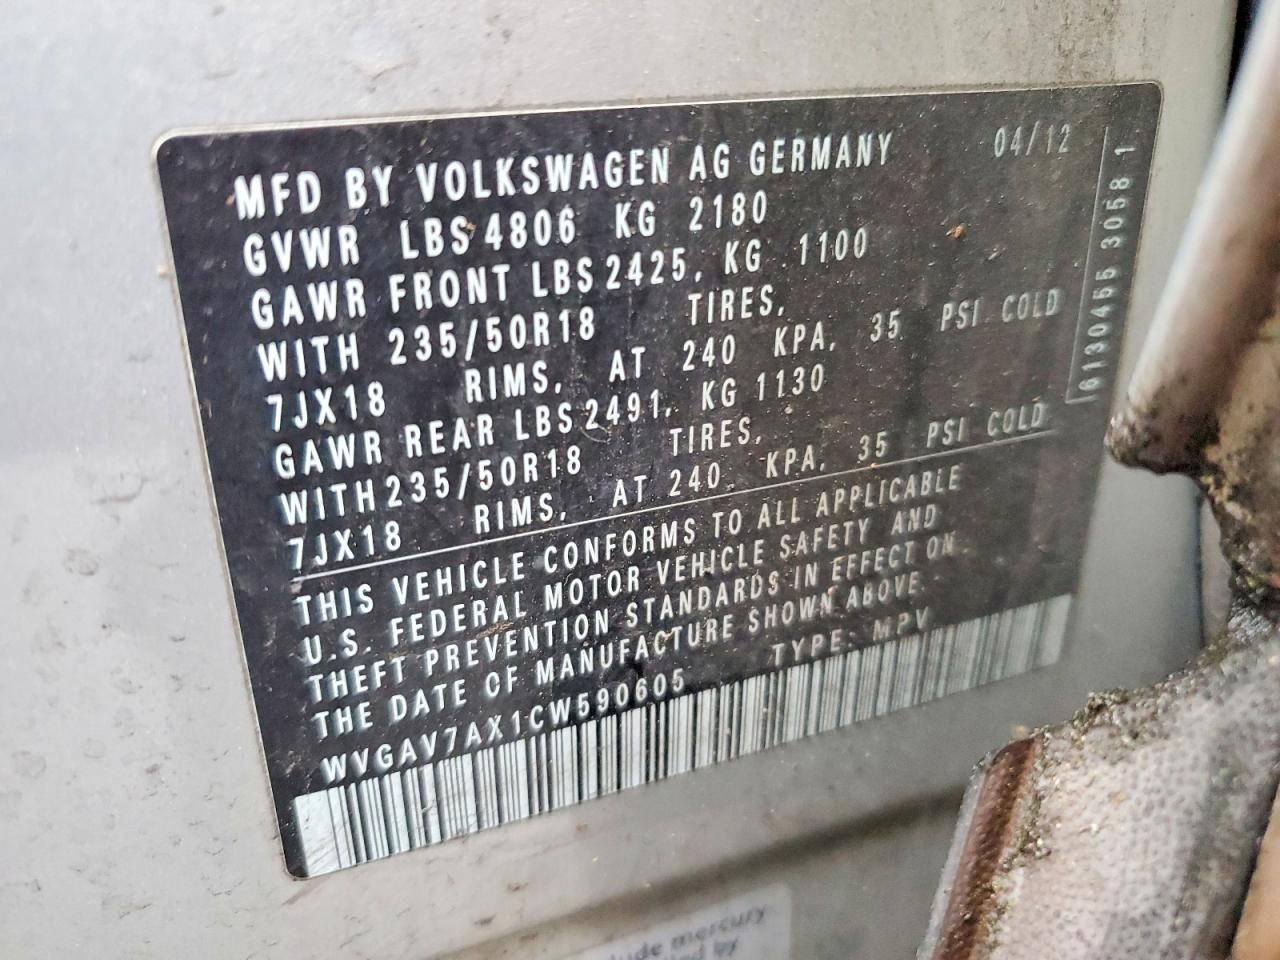 MFD BY VOLKSWAGEN AG GERMANY 04/12
GVWR LBS 4806 KG 2180
GAWR FRONT LBS 2425, KG 1100
WITH 235/50R18 TIRES,
7JX18 RIMS, AT 240 KPA, 35 PSI COLD
GAWR REAR LBS 2491, KG 1130
WITH 235/50R18 TIRES,
7JX18 RIMS, AT 240 KPA, 35 PSI COLD
THIS VEHICLE CONFORMS TO ALL APPLICABLE
U.S. FEDERAL MOTOR VEHICLE SAFETY AND
THEFT PREVENTION STANDARDS IN EFFECT ON
THE DATE OF MANUFACTURE SHOWN ABOVE.
WVGAV7AX1CW590605 TYPE: MPV
6130455 3058 1
mercury
by